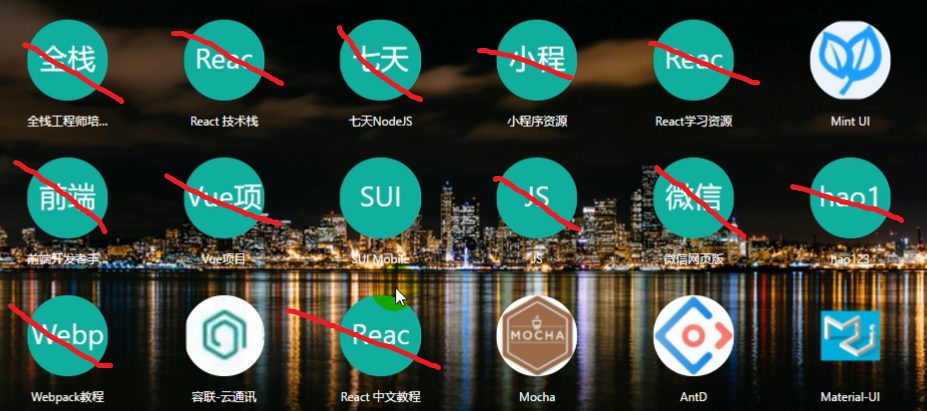 全栈 Reac 七天 小程 Reac
全栈工程师培... React 技术栈 七天NodeJS 小程序资源 React学习资源 Mint UI
前端 Vue项 SUI JS 微信 hao1
前端开发者手... Vue项目 SUI Mobile JS 微信网页版 hao123
Webp Reac MOCHA
Webpack教程 容联-云通讯 React 中文教程 Mocha AntD Material-UI